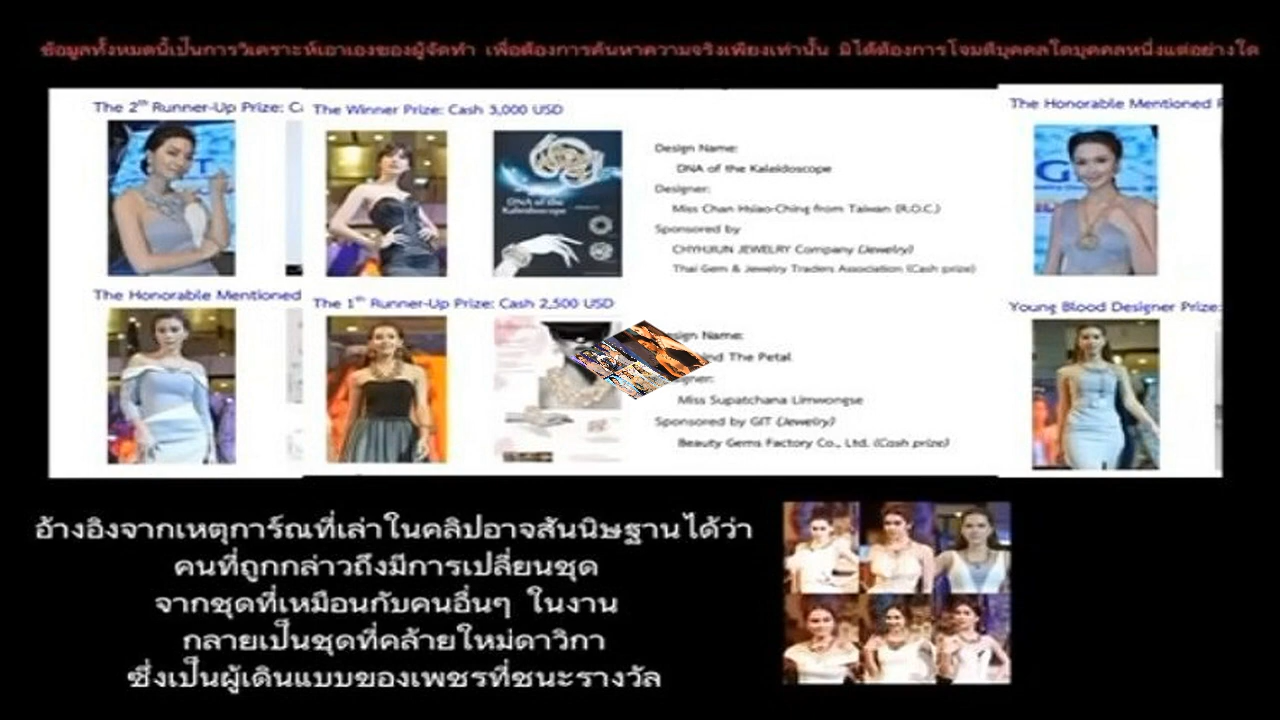 ข้อมูลทั้งหมดนี้เป็นการวิเคราะห์เอาเองของผู้จัดทำ เพื่อต้องการค้นหาความจริงเพียงเท่านั้น มิได้ต้องการโจมตีบุคคลใดบุคคลหนึ่งแต่อย่างใด
The 2nd Runner-Up Prize: C
The Winner Prize: Cash 3,000 USD
The Honorable Mentioned
Design Name:
DNA of the Kaleidoscope
Designer:
Miss Chan Hsiao-Ching from Taiwan (R.O.C.)
Sponsored by
CHYHJIUN JEWELRY Company (Jewelry)
Thai Gem & Jewelry Traders Association (Cash prize)
DNA of the
Kaleidoscope
The Honorable Mentioned
The 1st Runner-Up Prize: Cash 2,500 USD
Young Blood Designer Prize:
sign Name:
ind The Petal
gner:
Miss Supatchana Limwongse
Sponsored by GIT (Jewelry)
Beauty Gems Factory Co., Ltd. (Cash prize)
อ้างอิงจากเหตุการ์ณที่เล่าในคลิปอาจสันนิษฐานได้ว่า
คนที่ถูกกล่าวถึงมีการเปลี่ยนชุด
จากชุดที่เหมือนกับคนอื่นๆ ในงาน
กลายเป็นชุดที่คล้ายใหม่ดาวิกา
ซึ่งเป็นผู้เดินแบบของเพชรที่ชนะรางวัล